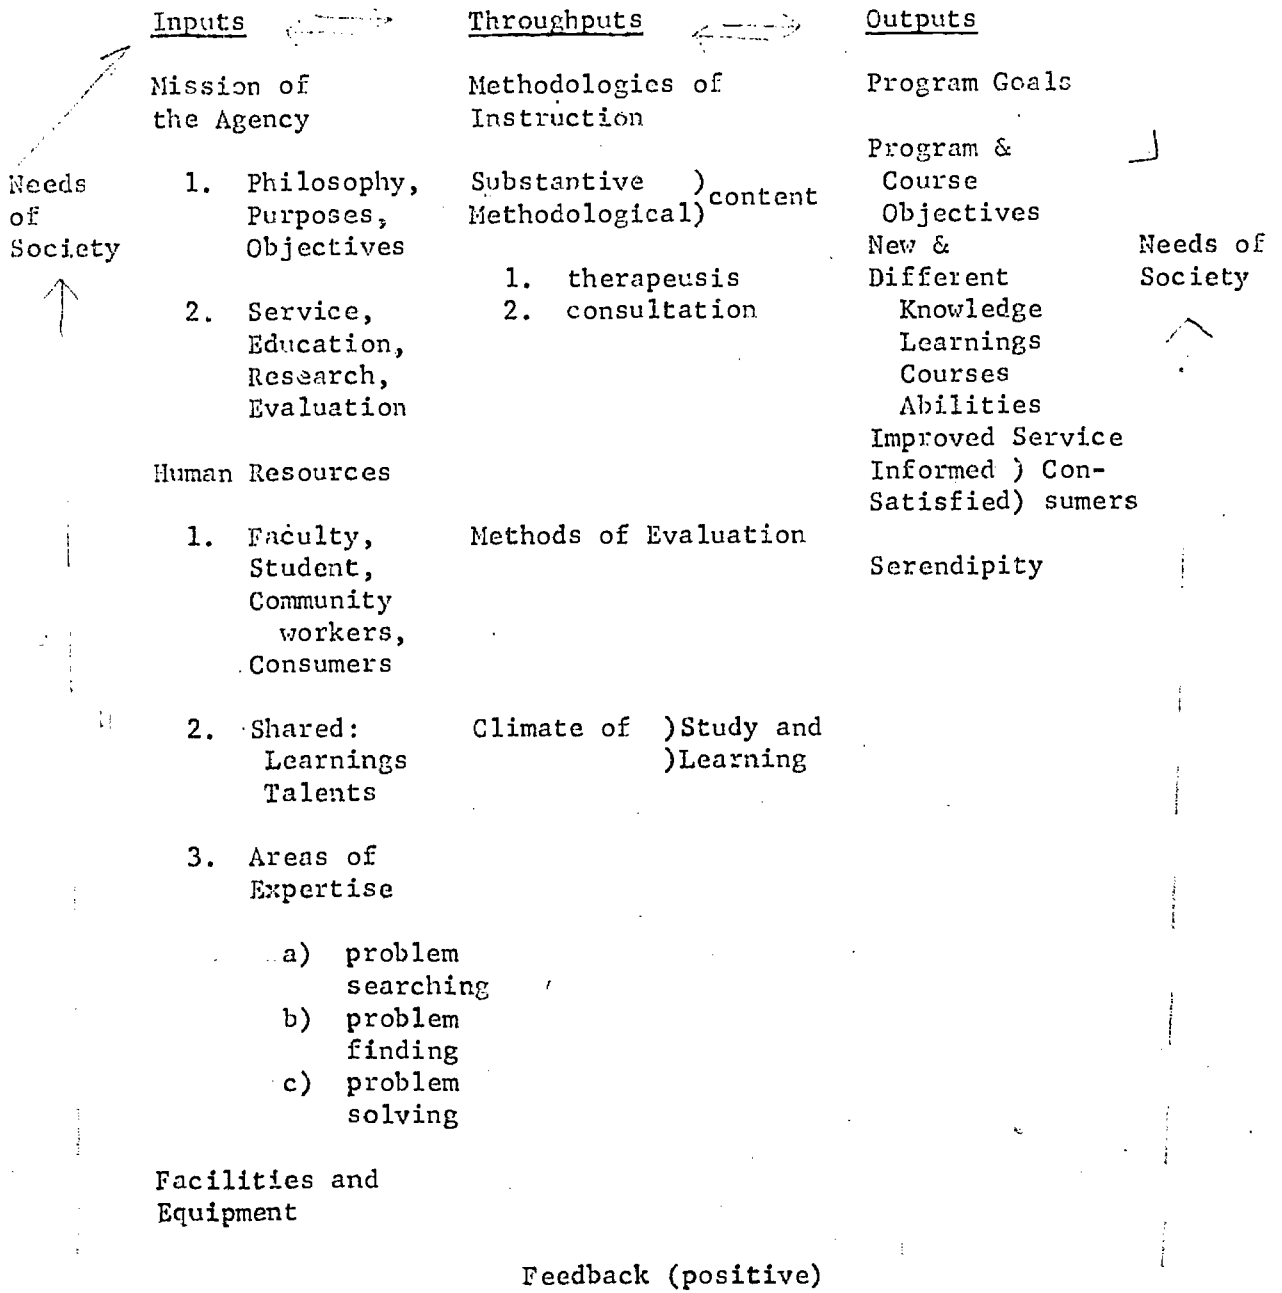 Inputs Throughputs Outputs
Mission of Methodologies of Program Goals
the Agency Instruction
Program &
Needs 1. Philosophy, Substantive ) Course
of Purposes, Methodological) content Objectives
Society Objectives New & Needs of
1. therapeusis Different Society
2. Service, 2. consultation Knowledge
Education, Learnings
Research, Courses
Evaluation Abilities
Improved Service
Human Resources Informed ) Con-
Satisfied) sumers
1. Faculty, Methods of Evaluation
Student, Serendipity
Community
workers,
Consumers
2. Shared: Climate of )Study and
Learnings )Learning
Talents
3. Areas of
Expertise
a) problem
searching
b) problem
finding
c) problem
solving
Facilities and
Equipment
Feedback (positive)